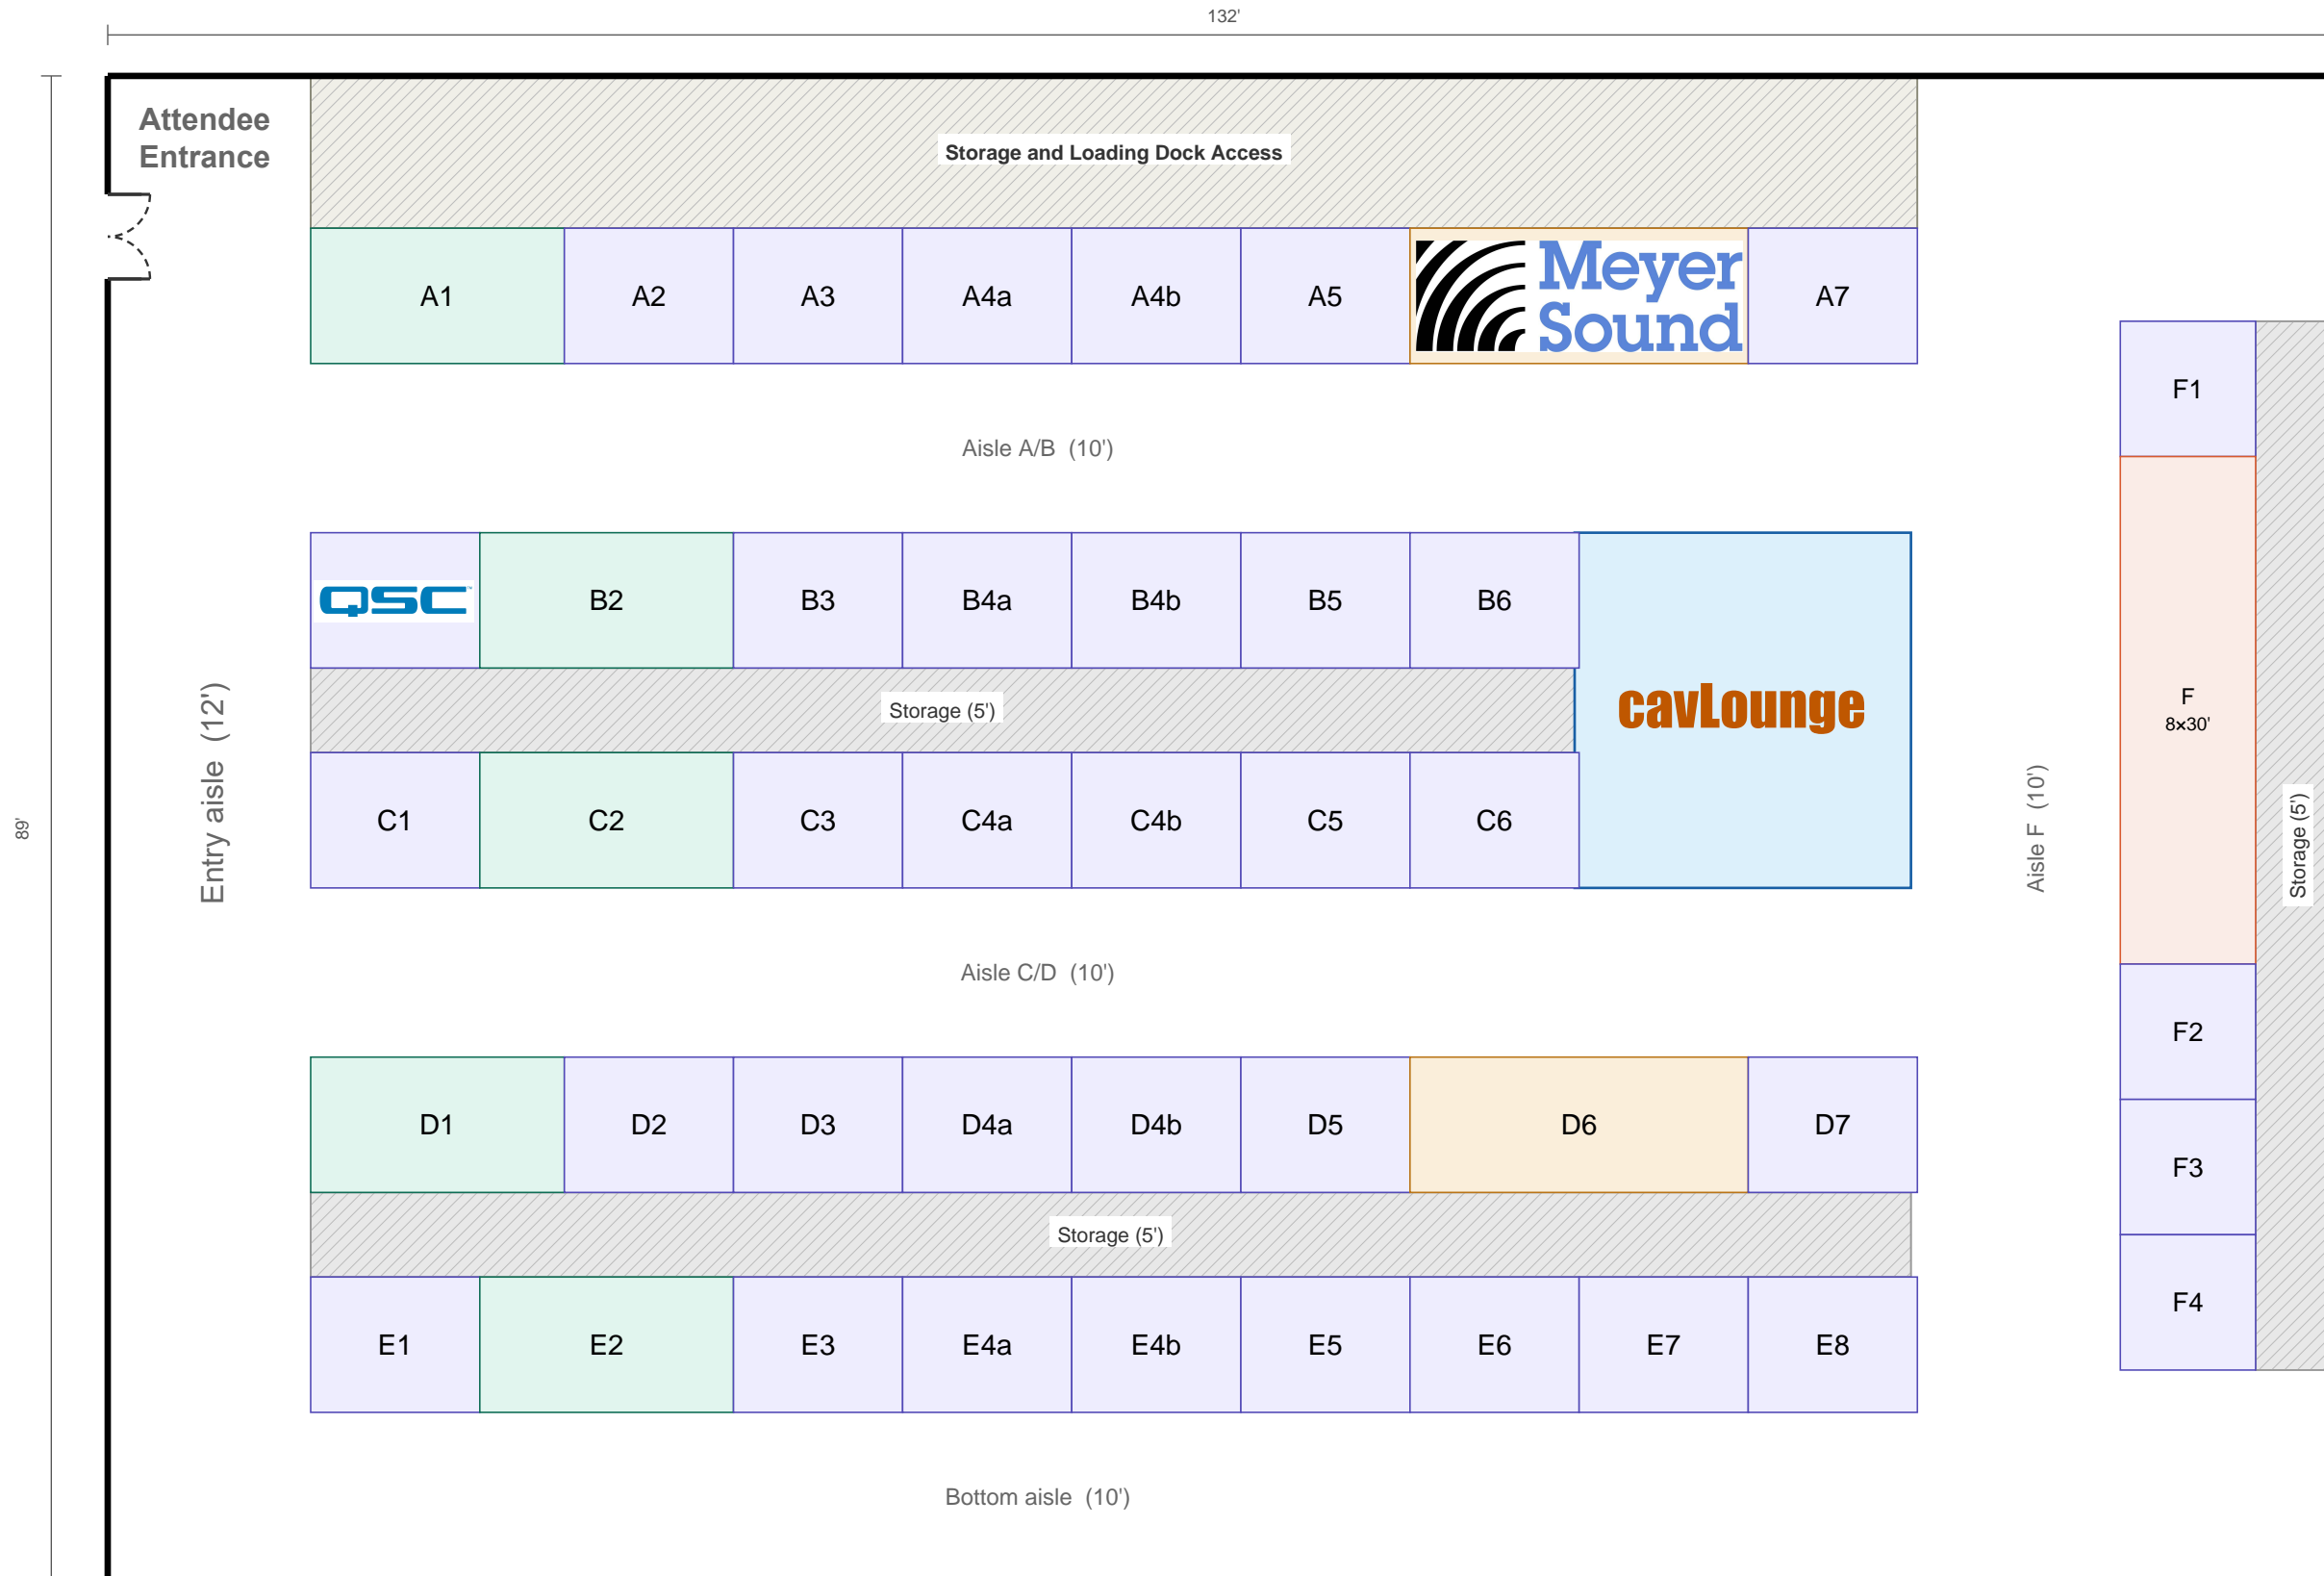 132'
Attendee
Entrance
Storage and Loading Dock Access
A1 A2 A3 A4a A4b A5 Meyer Sound A7
F1
Aisle A/B (10')
QSC B2 B3 B4a B4b B5 B6
Storage (5')
cavLounge
F
8×30'
Entry aisle (12')
89'
C1 C2 C3 C4a C4b C5 C6
Aisle F (10')
Storage (5')
Aisle C/D (10')
F2
D1 D2 D3 D4a D4b D5 D6 D7
F3
Storage (5')
F4
E1 E2 E3 E4a E4b E5 E6 E7 E8
Bottom aisle (10')